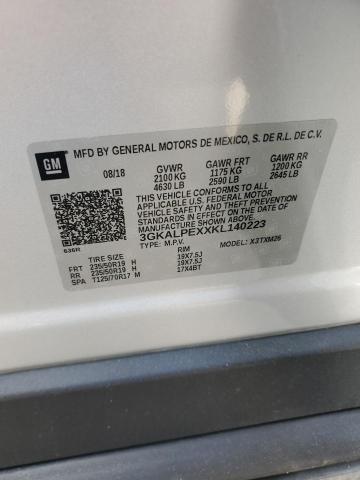 GM
MFD BY GENERAL MOTORS DE MEXICO, S. DE R.L. DE C.V.
08/18 GVWR GAWR FRT GAWR RR
2100 KG 1175 KG 1200 KG
4630 LB 2590 LB 2645 LB
THIS VEHICLE CONFORMS TO ALL APPLICABLE U.S.
FEDERAL MOTOR VEHICLE SAFETY AND THEFT PREVENTION
STANDARDS IN EFFECT ON THE DATE OF
MANUFACTURE SHOWN ABOVE.
3GKALPEXXKL140223
TYPE: M.P.V. MODEL: X3TXM26
636R
TIRE SIZE RIM
FRT 235/50R19 H 19X7.5J
RR 235/50R19 H 19X7.5J
SPA T125/70R17 M 17X4BT